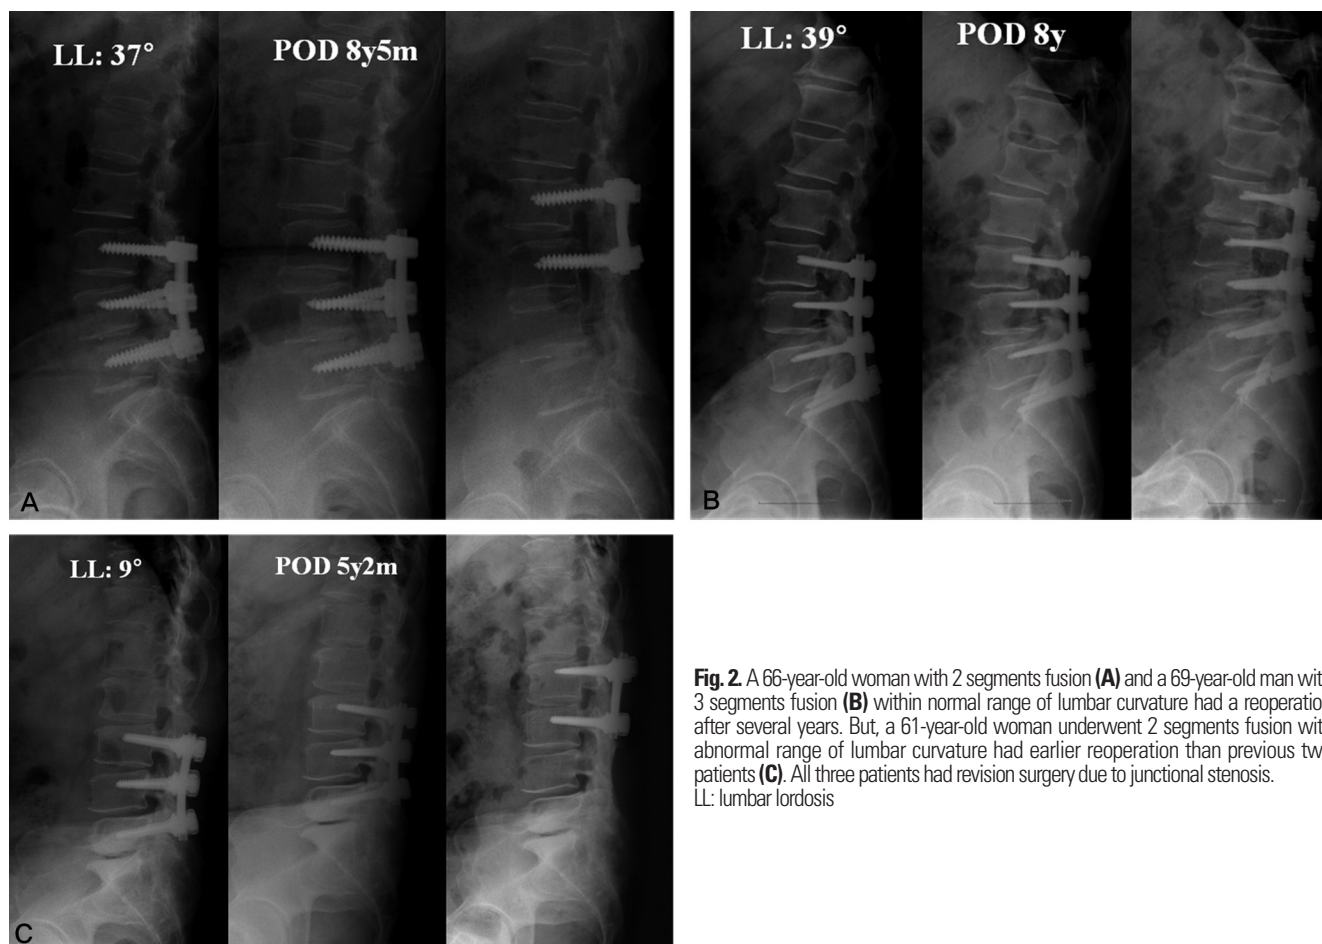 LL: 37°
POD 8y5m
A
LL: 39°
POD 8y
B
LL: 9°
POD 5y2m
C
Fig. 2. A 66-year-old woman with 2 segments fusion (A) and a 69-year-old man wit
3 segments fusion (B) within normal range of lumbar curvature had a reoperatio
after several years. But, a 61-year-old woman underwent 2 segments fusion wit
abnormal range of lumbar curvature had earlier reoperation than previous tw
patients (C). All three patients had revision surgery due to junctional stenosis.
LL: lumbar lordosis